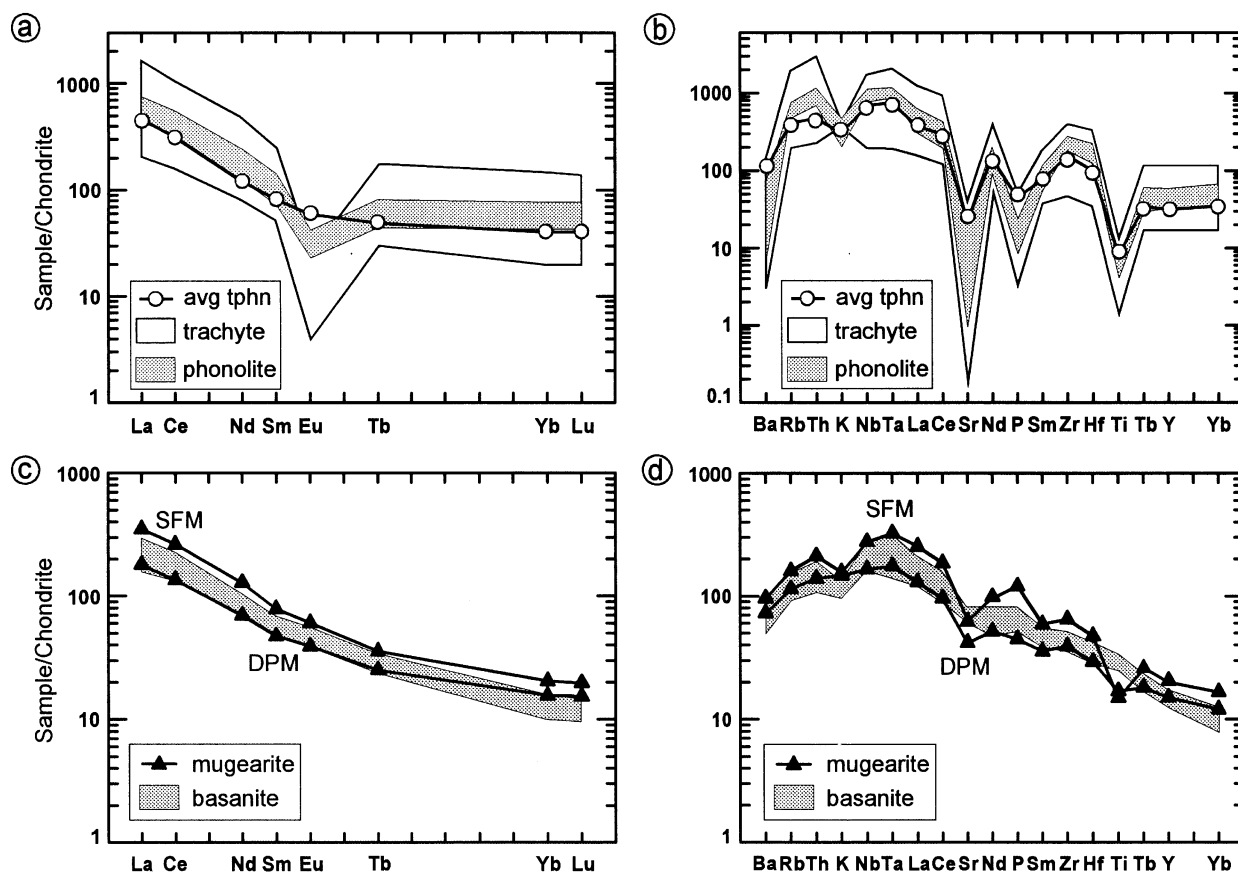 a
Sample/Chondrite
1000
100
10
1
avg tphn
trachyte
phonolite
La Ce Nd Sm Eu Tb Yb Lu
b
1000
100
10
1
0.1
avg tphn
trachyte
phonolite
Ba Rb Th K Nb Ta La Ce Sr Nd P Sm Zr Hf Ti Tb Y Yb
c
Sample/Chondrite
1000
100
10
1
SFM
DPM
mugearite
basanite
La Ce Nd Sm Eu Tb Yb Lu
d
1000
100
10
1
SFM
DPM
mugearite
basanite
Ba Rb Th K Nb Ta La Ce Sr Nd P Sm Zr Hf Ti Tb Y Yb